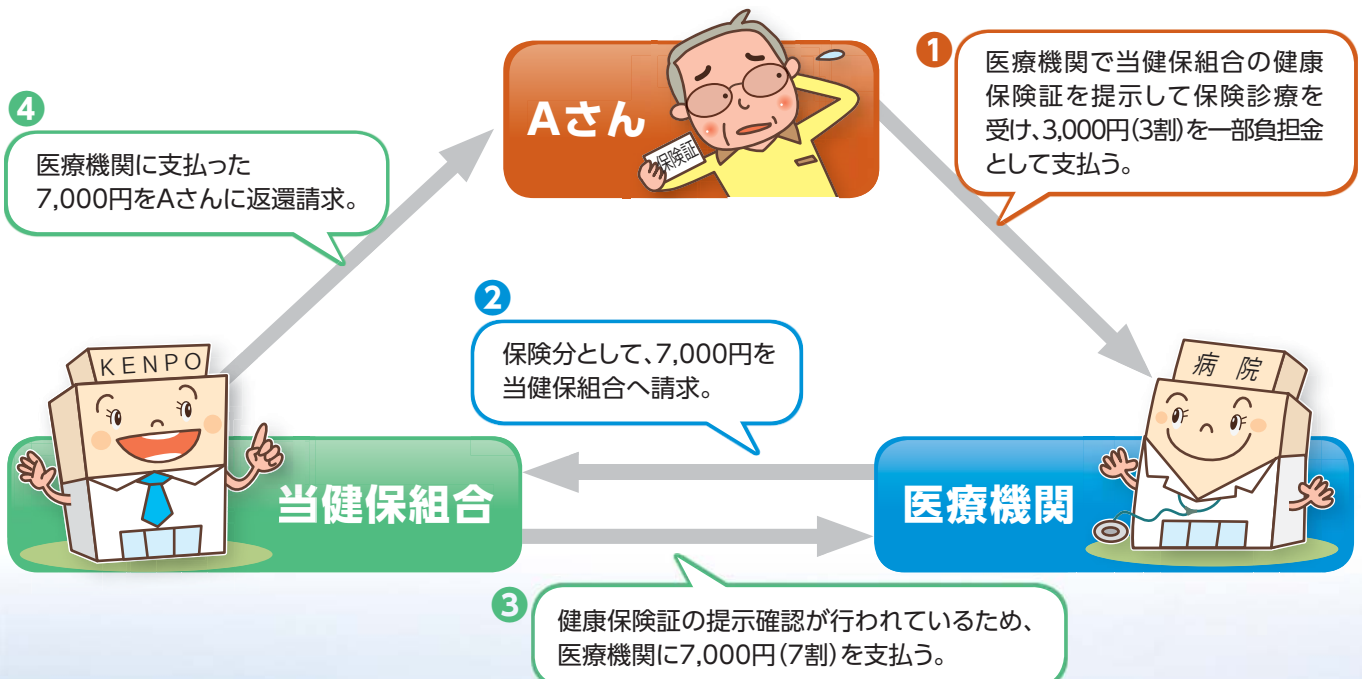 Aさん
保険証
❶
医療機関で当健保組合の健康
保険証を提示して保険診療を
受け、3,000円(3割)を一部負担金
として支払う。
❹
医療機関に支払った
7,000円をAさんに返還請求。
❷
保険分として、7,000円を
当健保組合へ請求。
KENPO
当健保組合
病院
医療機関
❸
健康保険証の提示確認が行われているため、
医療機関に7,000円(7割)を支払う。